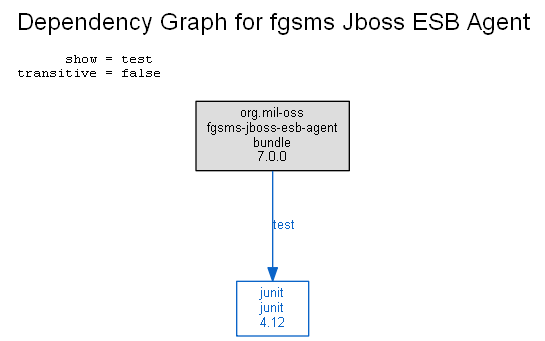 Dependency Graph for fgsms Jboss ESB Agent
show = test
transitive = false
org.mil-oss
fgsms-jboss-esb-agent
bundle
7.0.0
test
junit
junit
4.12